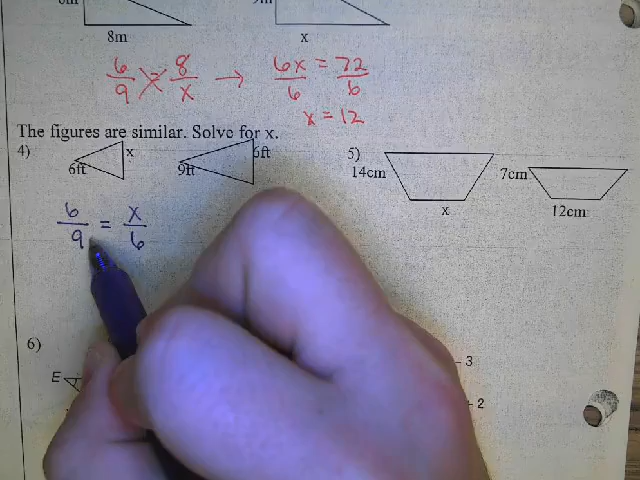 8m
x
6/9 = 8/x → 6x/6 = 72/6
x = 12
The figures are similar. Solve for x.
4) 6ft x 9ft 6ft
5) 14cm x 7cm 12cm
6/9 = x/6
6)
E
3
2